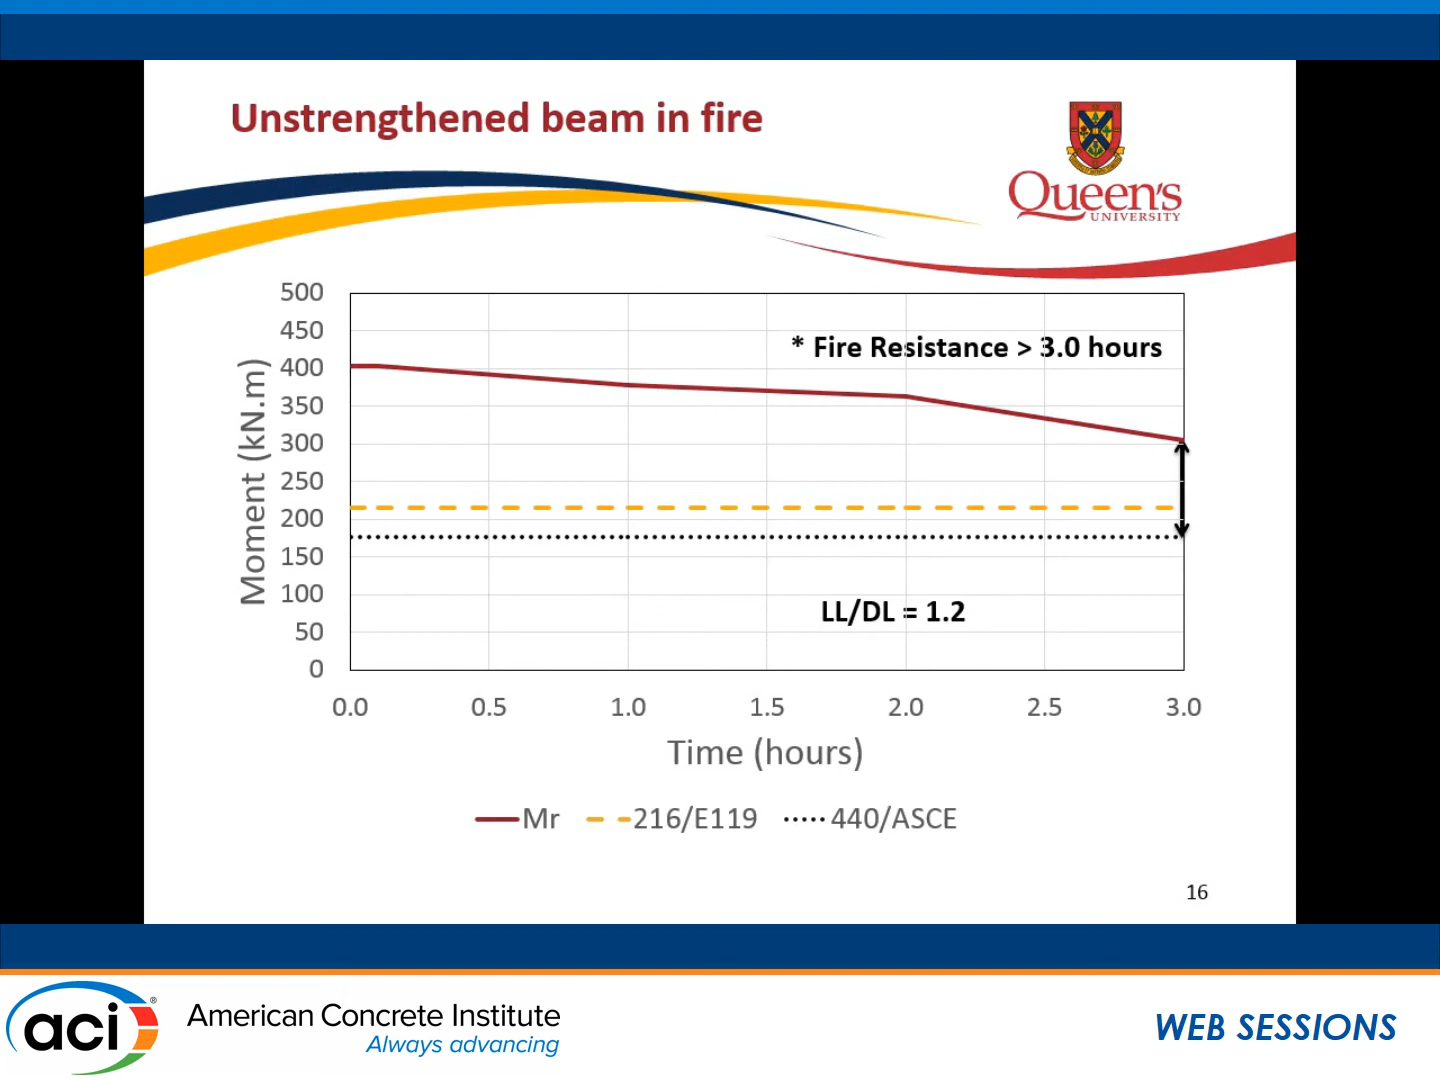 Unstrengthened beam in fire
Queen's
UNIVERSITY
500
450
400
350
300
250
200
150
100
50
0
Moment (kN.m)
* Fire Resistance > 3.0 hours
LL/DL = 1.2
0.0 0.5 1.0 1.5 2.0 2.5 3.0
Time (hours)
Mr 216/E119 440/ASCE
16
aci®
American Concrete Institute
Always advancing
WEB SESSIONS